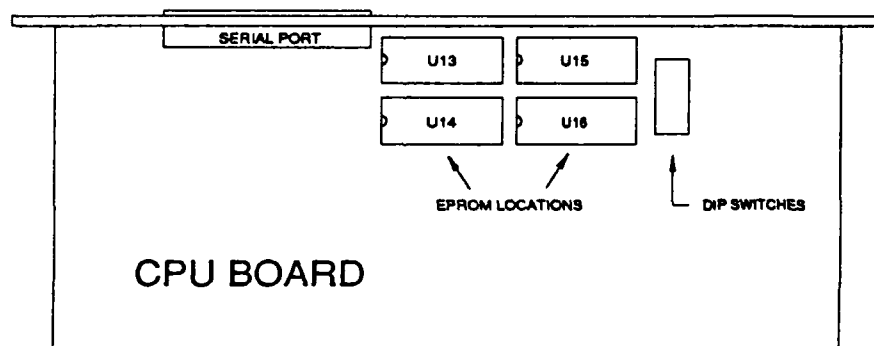 SERIAL PORT
U13
U15
U14
U16
EPROM LOCATIONS
DIP SWITCHES
CPU BOARD